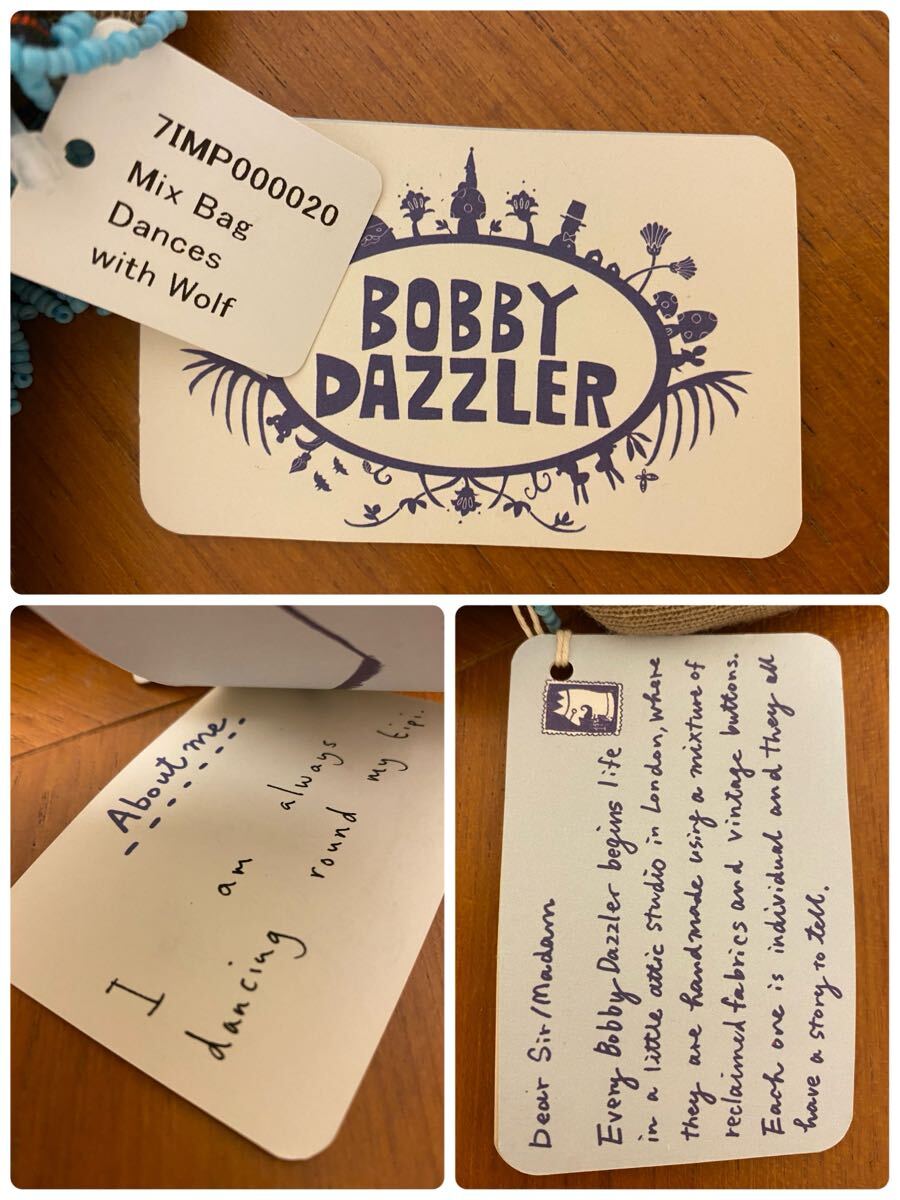 7IMP000020
Mix Bag
Dances
with Wolf
BOBBY
DAZZLER
About me
I am always
dancing round my tipi.
Dear Sir/Madam
Every Bobby Dazzler begins life
in a little attic studio in London, where
they are handmade using a mixture of
reclaimed fabrics and vintage buttons.
Each one is individual and they all
have a story to tell.